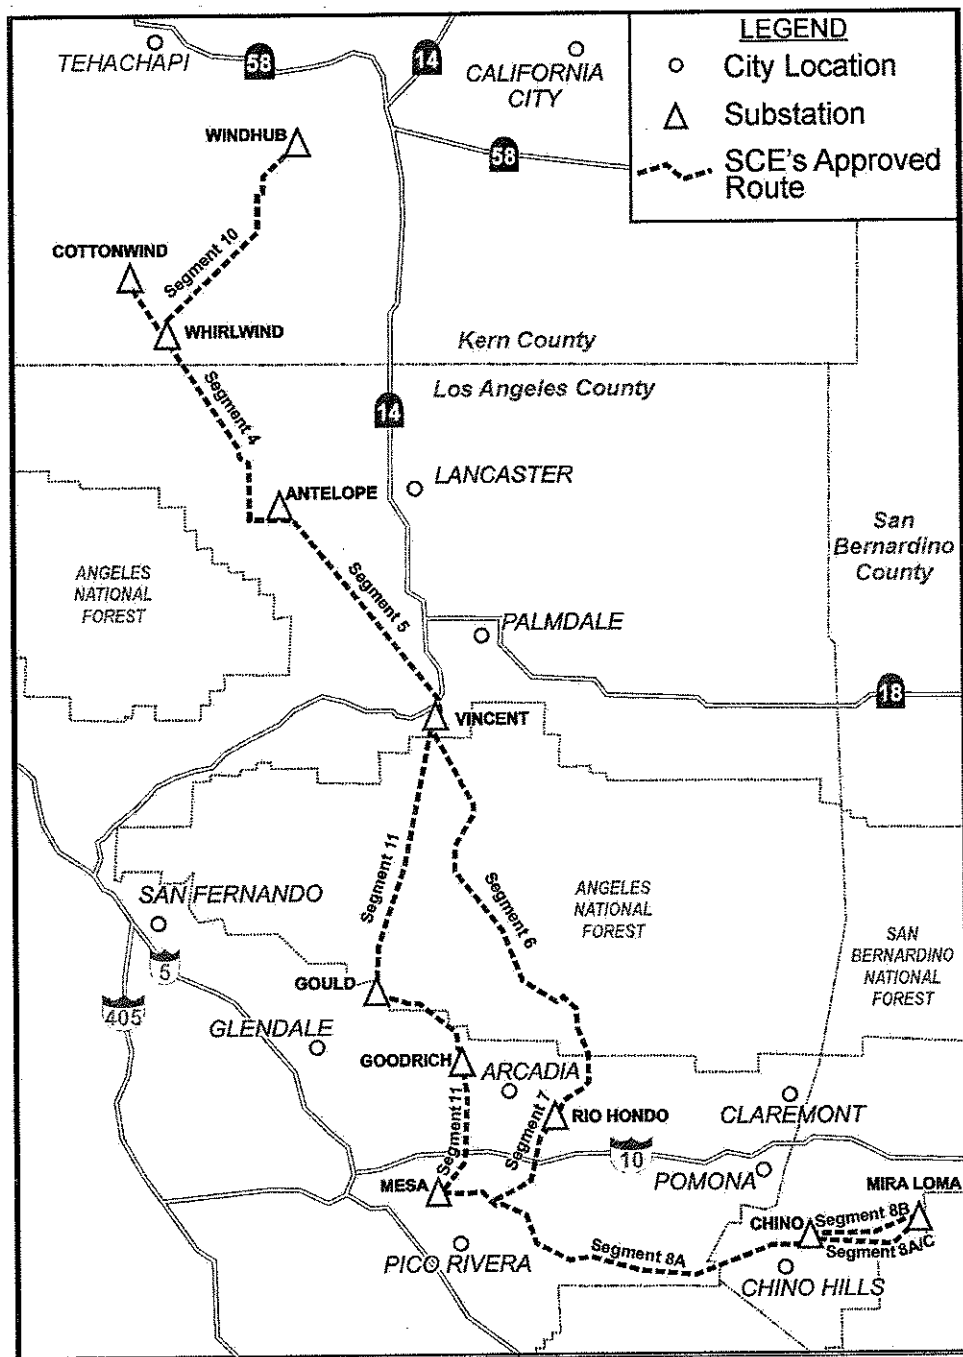 LEGEND
City Location
Substation
SCE's Approved
Route
TEHACHAPI
58
14
CALIFORNIA
CITY
58
WINDHUB
COTTONWIND
Segment 10
WHIRLWIND
Kern County
Los Angeles County
Segment 4
14
LANCASTER
ANTELOPE
San
Bernardino
County
ANGELES
NATIONAL
FOREST
Segment 5
PALMDALE
18
VINCENT
Segment 11
SAN FERNANDO
Segment 6
ANGELES
NATIONAL
FOREST
SAN
BERNARDINO
NATIONAL
FOREST
5
GOULD
405
GLENDALE
GOODRICH
ARCADIA
Segment 11
Segment 7
RIO HONDO
CLAREMONT
10
POMONA
MESA
MIRA LOMA
CHINO
Segment 8B
Segment 8A/C
Segment 8A
PICO RIVERA
CHINO HILLS